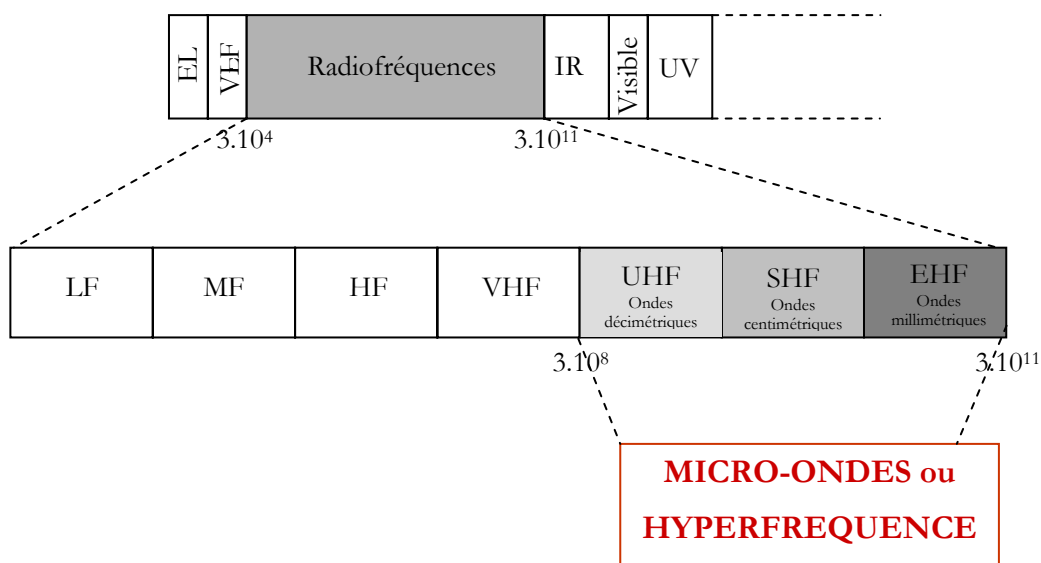 EL
VLF
Radiofréquences
IR
Visible
UV
3.10⁴
3.10¹¹
LF
MF
HF
VHF
UHF
Ondes
décimétriques
SHF
Ondes
centimétriques
EHF
Ondes
millimétriques
3.10⁸
3.10¹¹
MICRO-ONDES ou
HYPERFREQUENCE